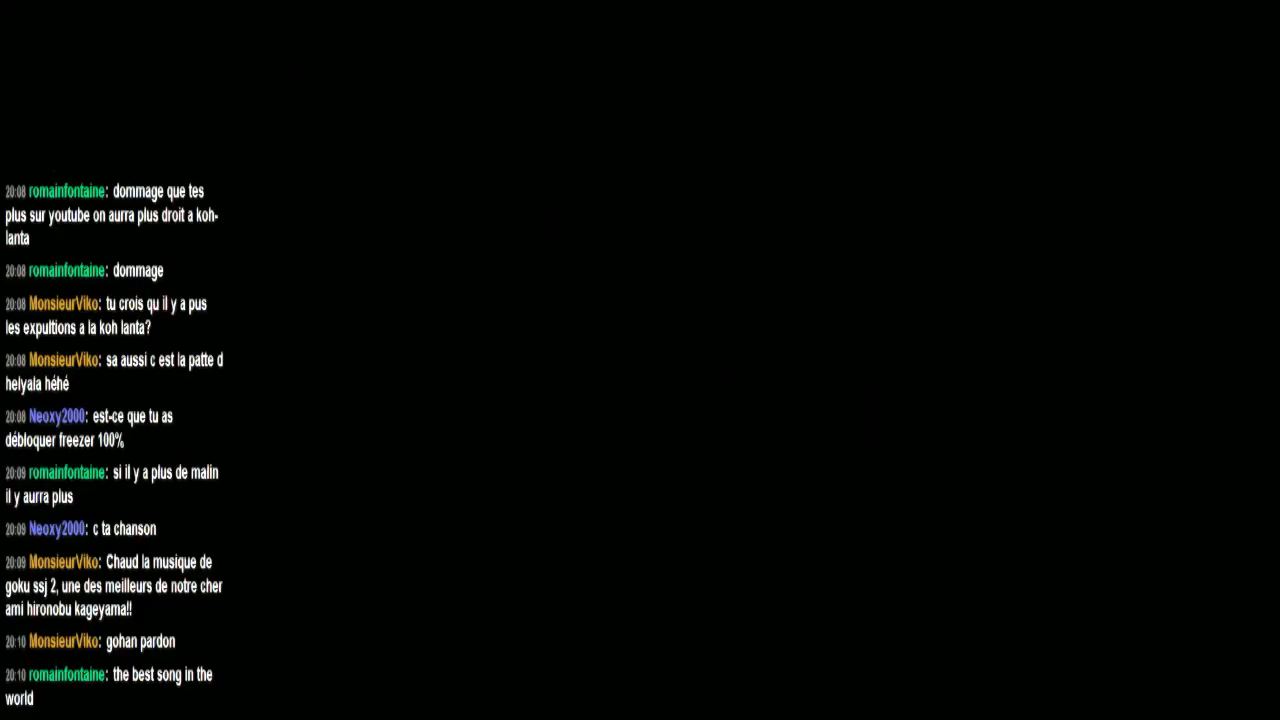 20:08 romainfontaine: dommage que tes
plus sur youtube on aurra plus droit a koh-
lanta
20:08 romainfontaine: dommage
20:08 MonsieurViko: tu crois qu il y a pus
les expultions a la koh lanta?
20:08 MonsieurViko: sa aussi c est la patte d
helyala héhé
20:08 Neoxy2000: est-ce que tu as
débloquer freezer 100%
20:09 romainfontaine: si il y a plus de malin
il y aurra plus
20:09 Neoxy2000: c ta chanson
20:09 MonsieurViko: Chaud la musique de
goku ssj 2, une des meilleurs de notre cher
ami hironobu kageyama!!
20:10 MonsieurViko: gohan pardon
20:10 romainfontaine: the best song in the
world